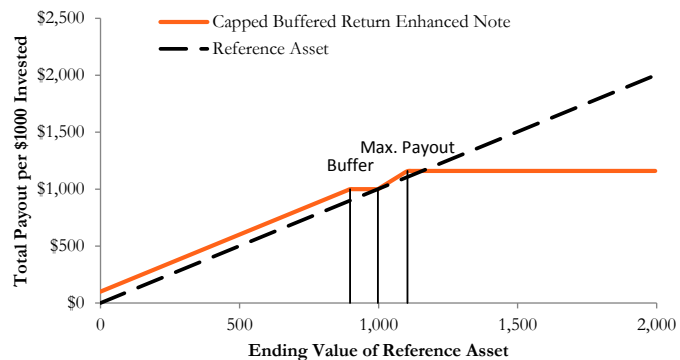 $2,500
Capped Buffered Return Enhanced Note
Reference Asset
$2,000
$1,500
Max. Payout
Buffer
$1,000
$500
$0
Total Payout per $1000 Invested
0
500
1,000
1,500
2,000
Ending Value of Reference Asset